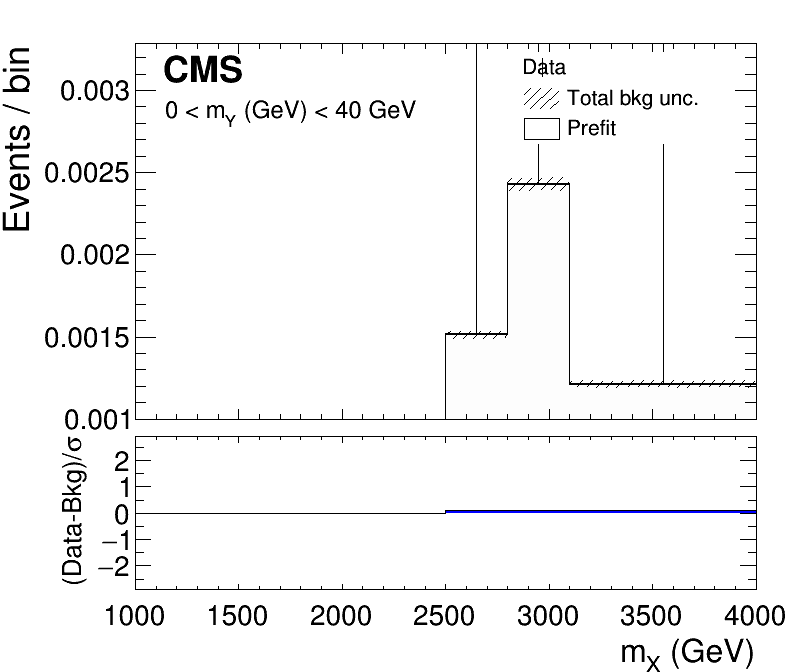 CMS
0 < mY (GeV) < 40 GeV
Data
Total bkg unc.
Prefit
Events / bin
0.003
0.0025
0.002
0.0015
0.001
(Data-Bkg)/σ
2
1
0
−1
−2
1000 1500 2000 2500 3000 3500 4000
mX (GeV)